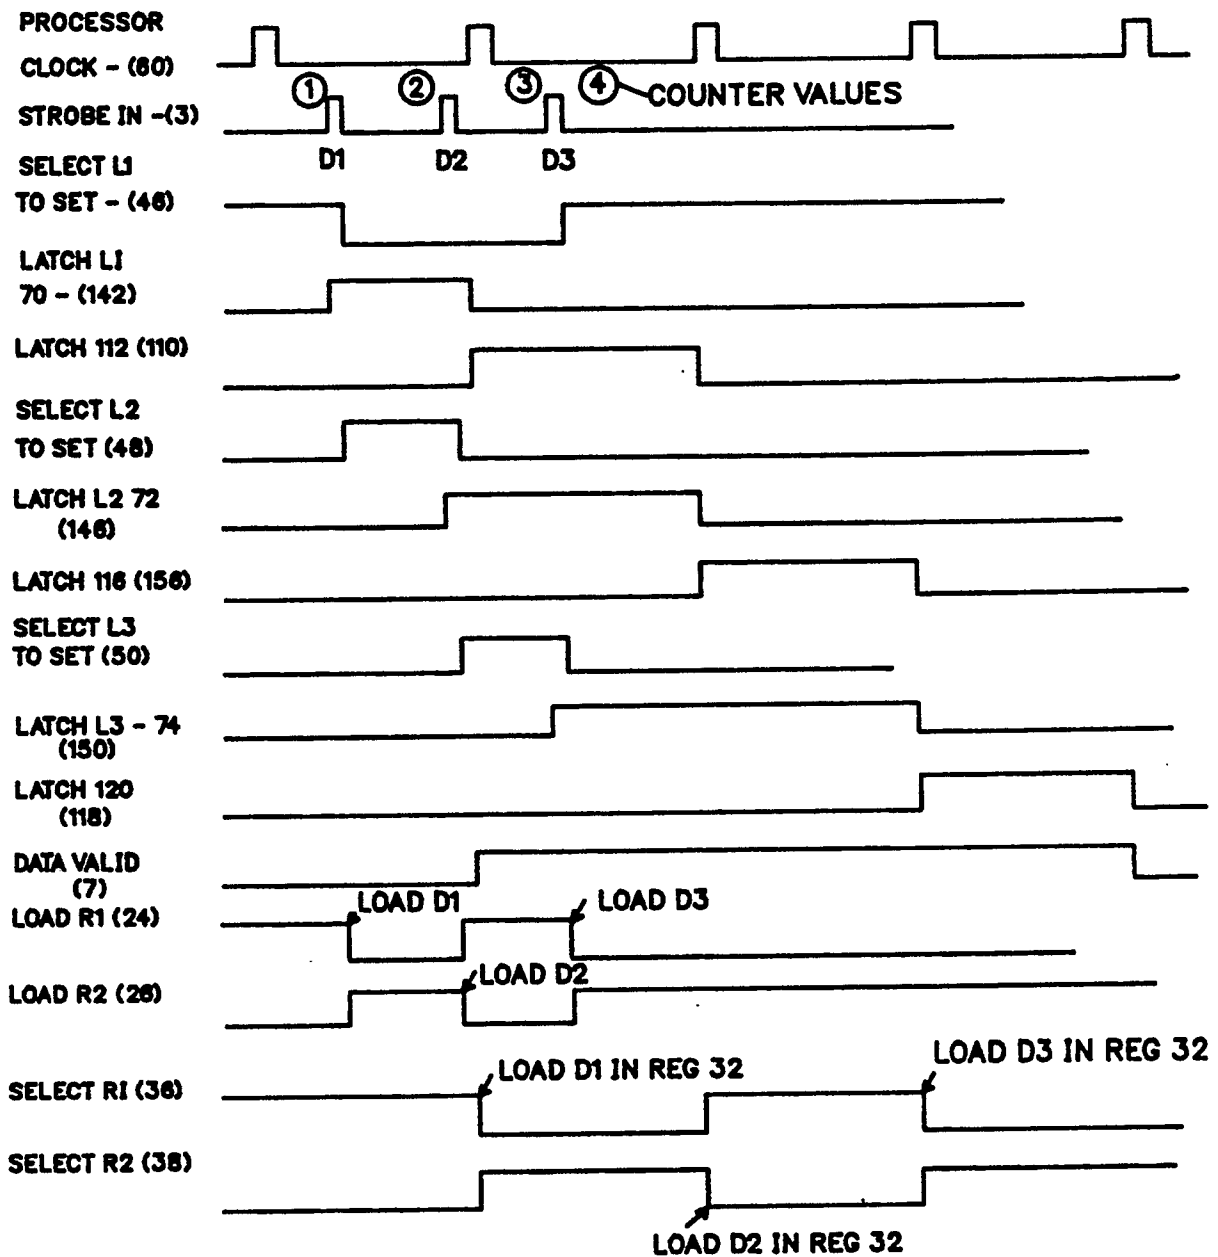 PROCESSOR
CLOCK - (60)
① ② ③ ④ COUNTER VALUES
STROBE IN -(3)
D1 D2 D3
SELECT L1
TO SET - (46)
LATCH LI
70 - (142)
LATCH 112 (110)
SELECT L2
TO SET (48)
LATCH L2 72
(146)
LATCH 116 (156)
SELECT L3
TO SET (50)
LATCH L3 - 74
(150)
LATCH 120
(118)
DATA VALID
(7)
LOAD D1 LOAD D3
LOAD R1 (24)
LOAD D2
LOAD R2 (26)
LOAD D3 IN REG 32
LOAD D1 IN REG 32
SELECT RI (36)
SELECT R2 (38)
LOAD D2 IN REG 32